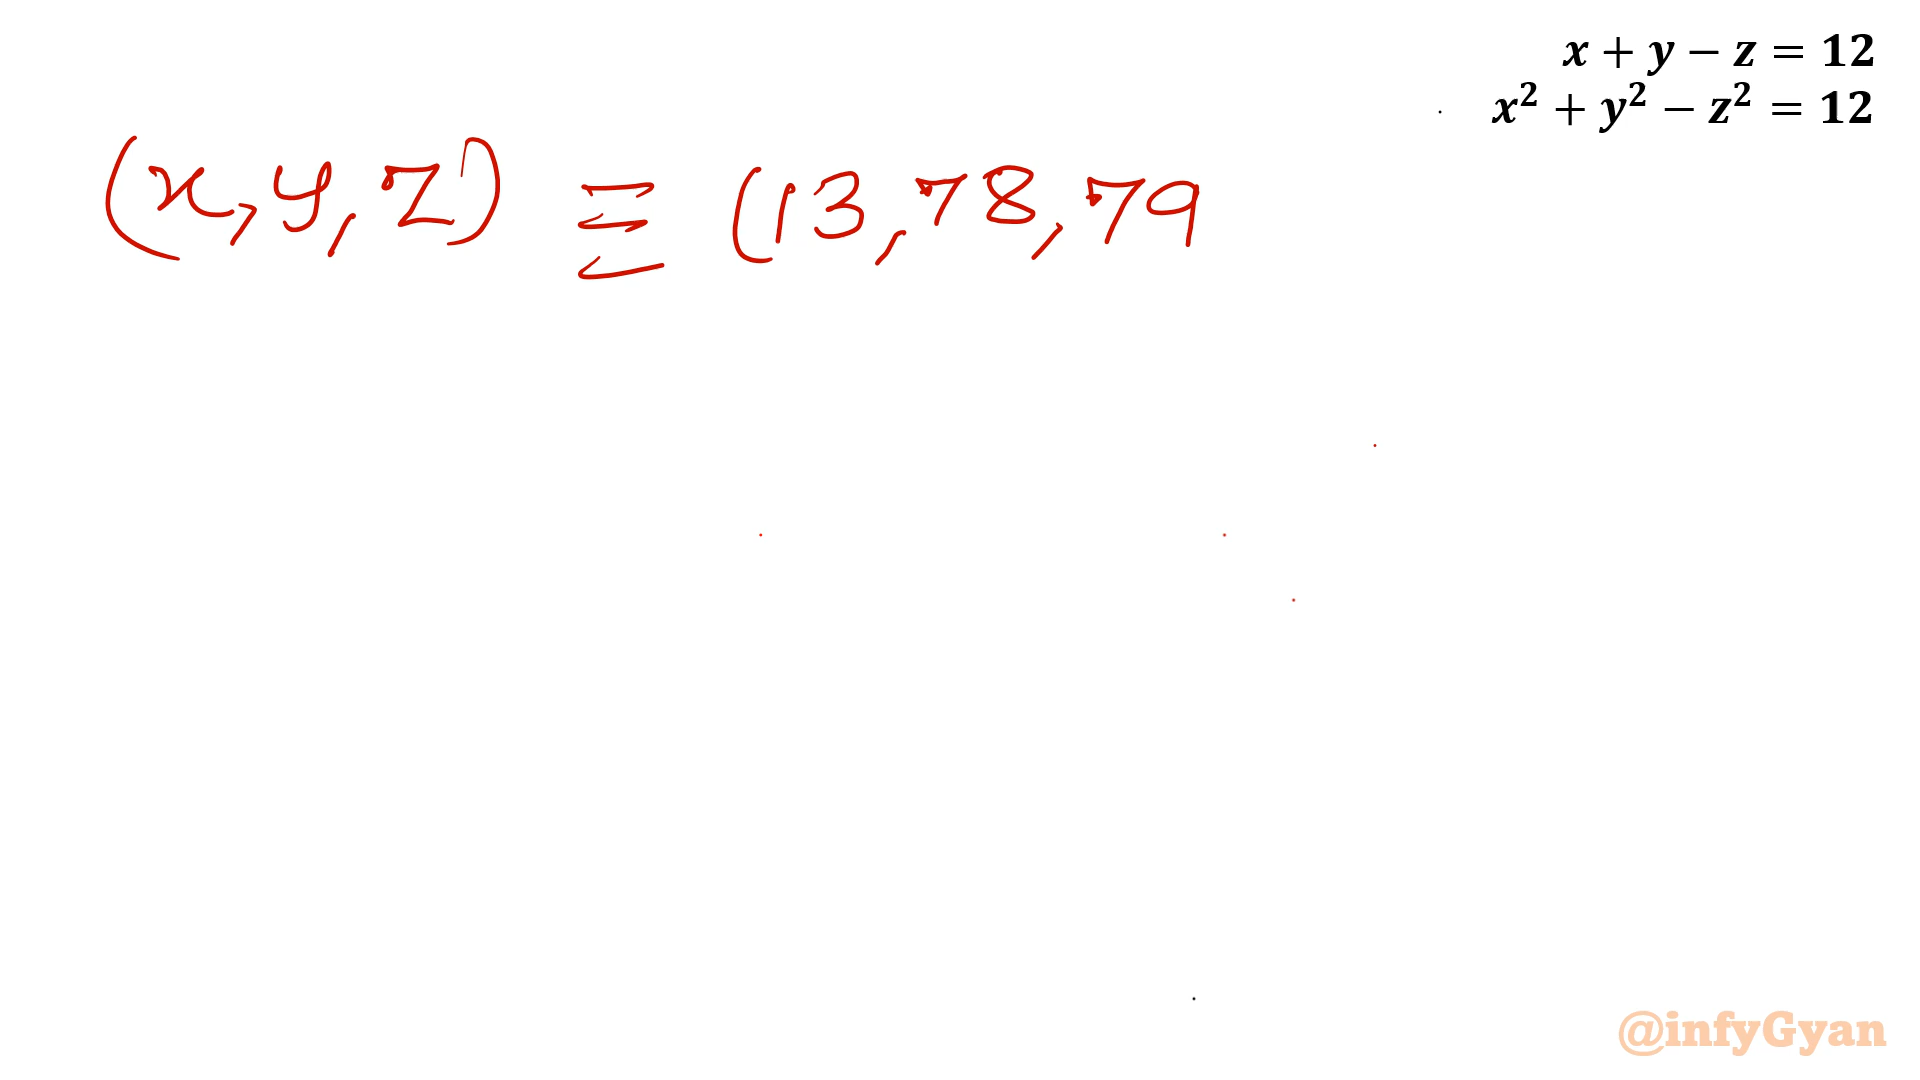 x + y − z = 12
x² + y² − z² = 12
(x, y, z) ≡ (13, 78, 79
@infyGyan